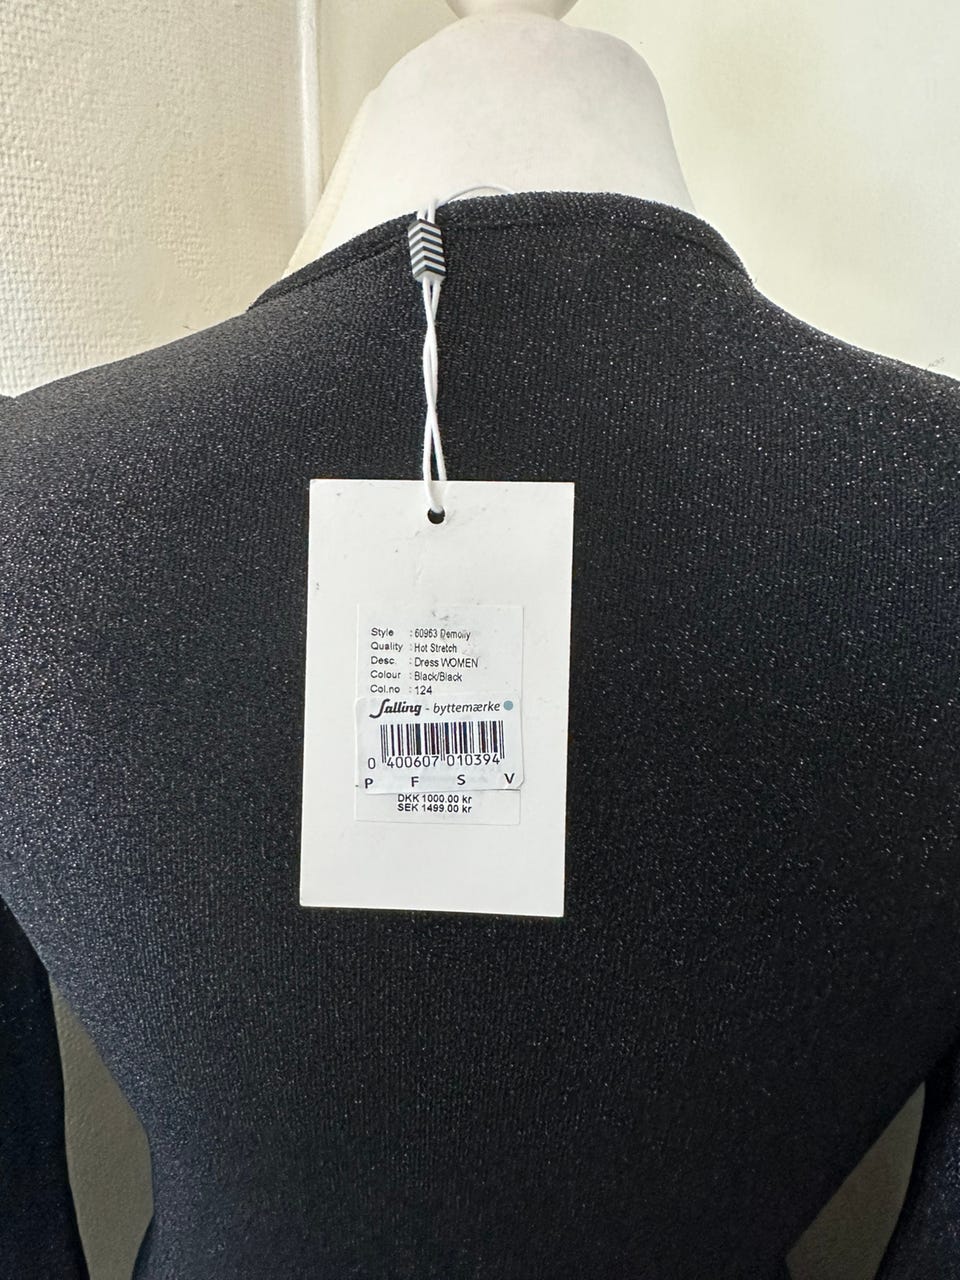 Style : 60963 Demolly
Quality : Hot Stretch
Desc. : Dress WOMEN
Colour : Black/Black
Col.no : 124
Salling - byttemærke
0 400607 010394
P F S V
DKK 1000.00 kr
SEK 1499.00 kr